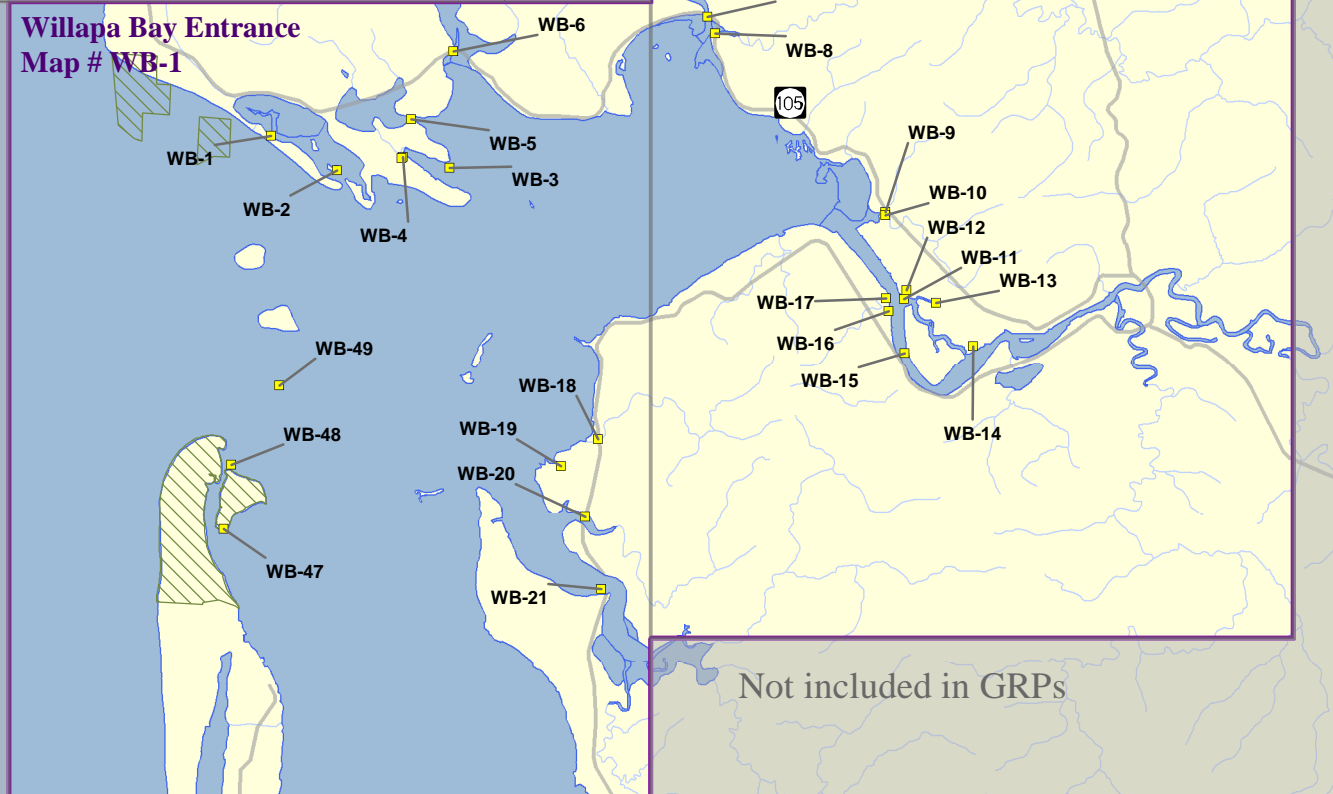 Willapa Bay Entrance
Map # WB-1
WB-6
WB-8
105
WB-5
WB-9
WB-1
WB-3
WB-10
WB-2
WB-12
WB-4
WB-11
WB-13
WB-17
WB-16
WB-49
WB-15
WB-18
WB-19
WB-48
WB-14
WB-20
WB-47
WB-21
Not included in GRPs